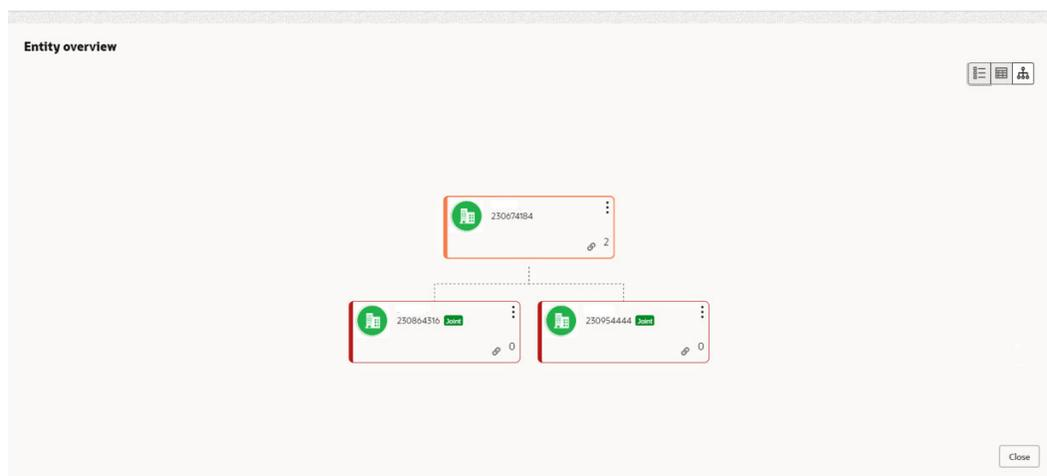 Entity overview
230674184
2
230864316 Joint
0
230954444 Joint
0
Close